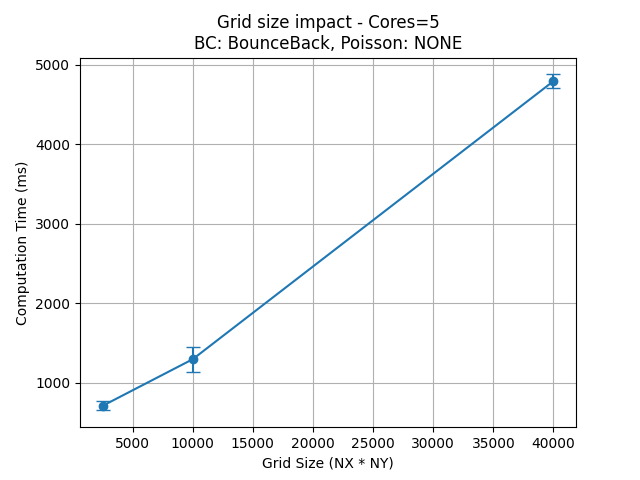 Grid size impact - Cores=5
BC: BounceBack, Poisson: NONE
5000
4000
3000
2000
1000
Computation Time (ms)
5000 10000 15000 20000 25000 30000 35000 40000
Grid Size (NX * NY)